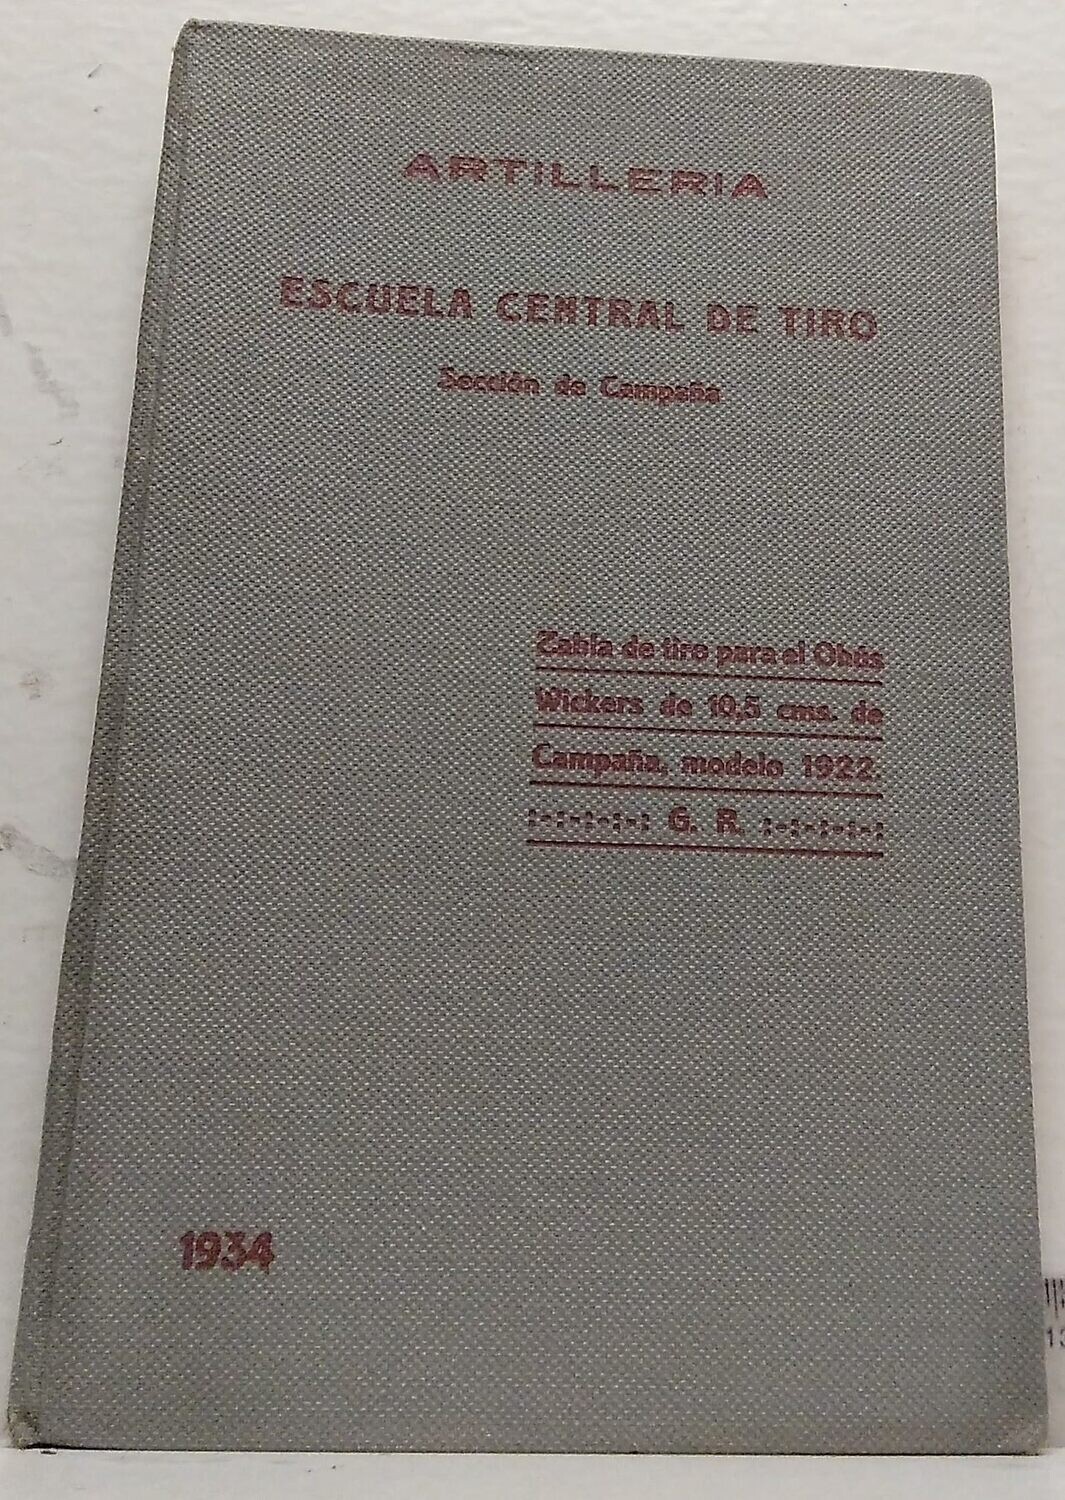 ARTILLERIA
ESCUELA CENTRAL DE TIRO
Sección de Campaña
Tabla de tiro para el Obús
Wickers de 10,5 cms. de
Campaña, modelo 1922.
:-:-:-:-: G. R. :-:-:-:-:
1934
13